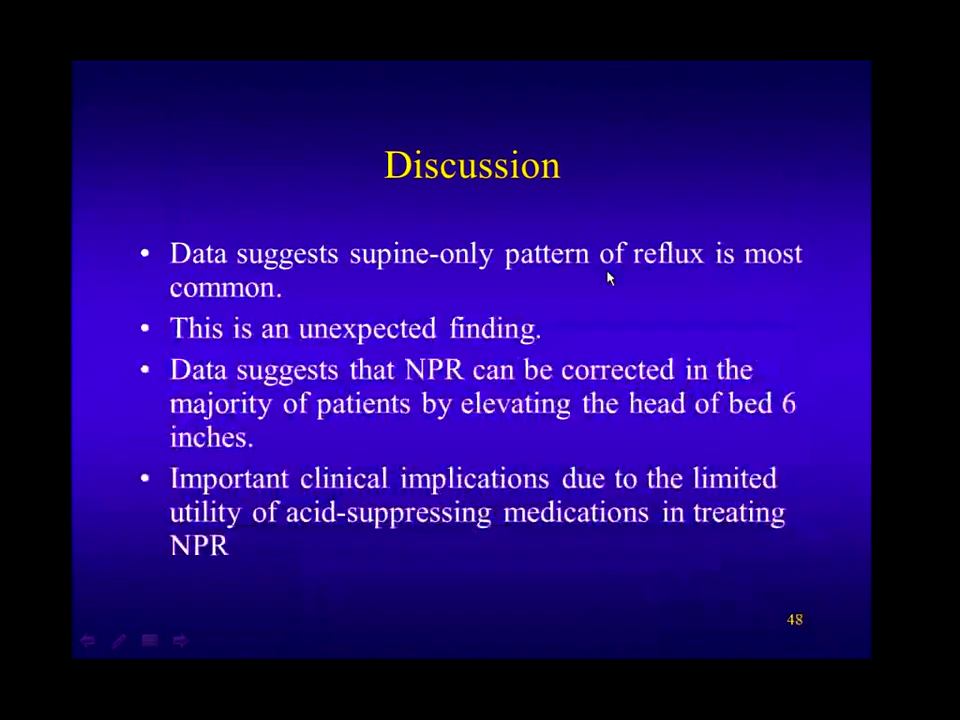 Discussion
• Data suggests supine-only pattern of reflux is most
common.
• This is an unexpected finding.
• Data suggests that NPR can be corrected in the
majority of patients by elevating the head of bed 6
inches.
• Important clinical implications due to the limited
utility of acid-suppressing medications in treating
NPR
48